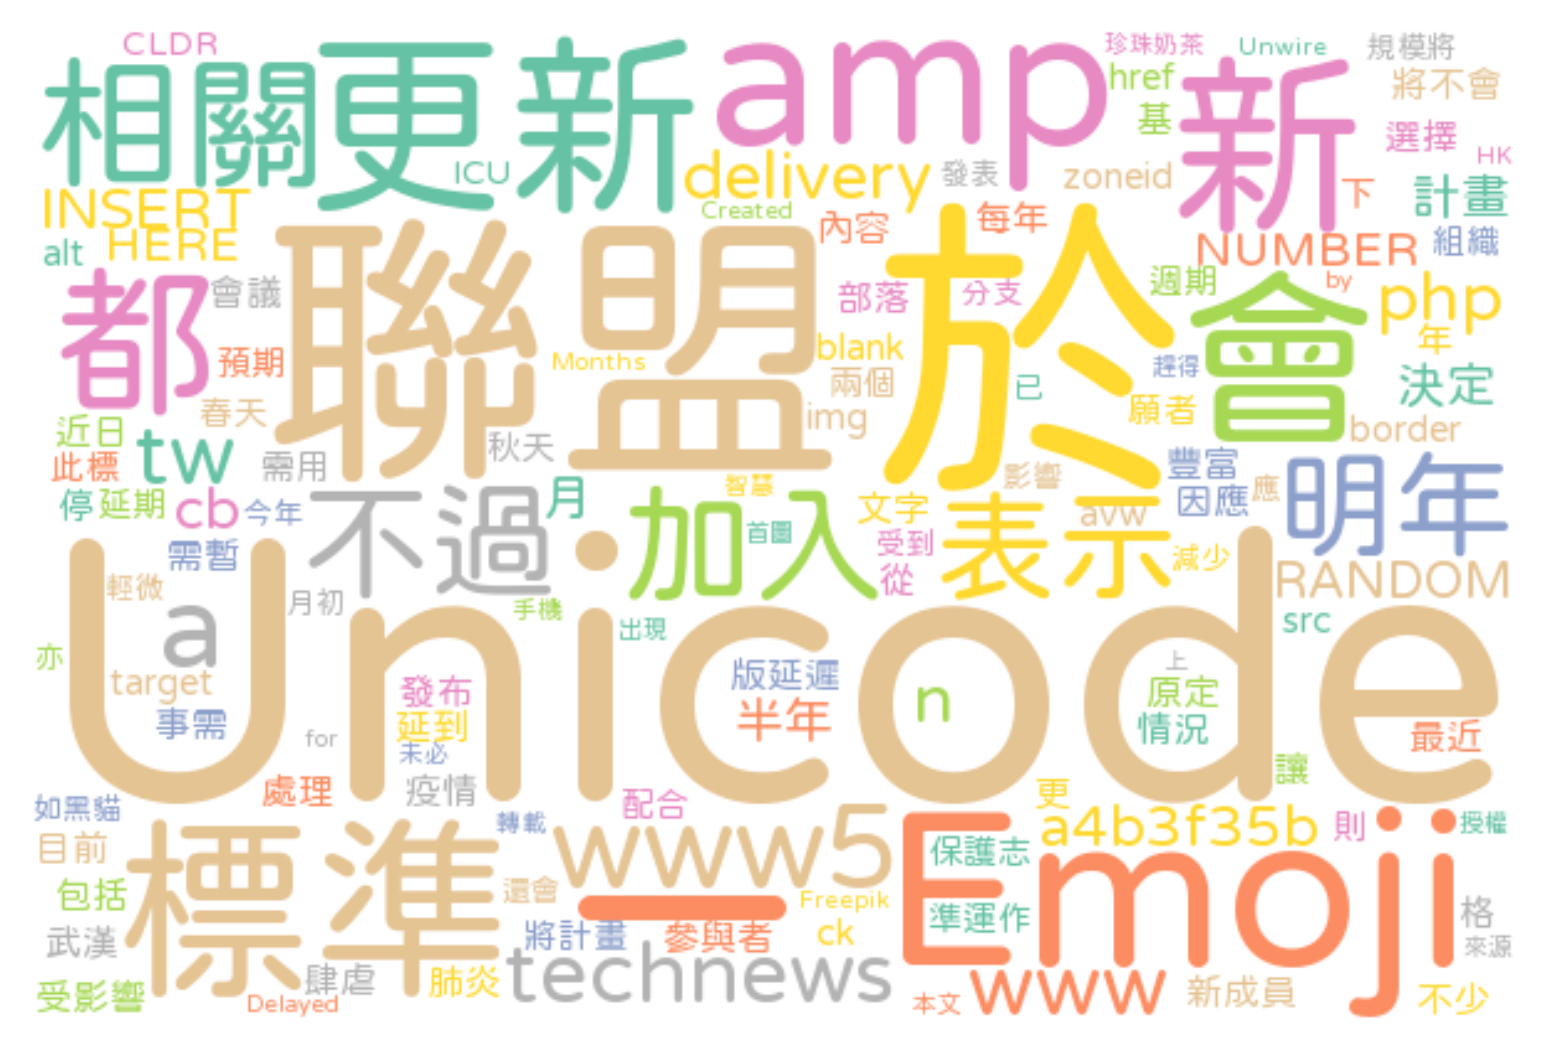 CLDR
相關
更新
amp
珍珠奶茶
Unwire
規模將
href
將不會
基
新
選擇
HK
ICU
delivery
發表
zoneid
下
計畫
INSERT
Created
內容
每年
HERE
alt
NUMBER
組織
都
會議
聯盟
於
部落
分支
週期
by
php
會
年
預期
Months
blank
兩個
已
趕得
決定
春天
img
願者
border
近日
tw
秋天
此標
需用
智慧
影響
豐富
明年
停
延期
cb
今年
不過
月
加入
首圖
文字
表示
avw
因應
應
受到
減少
需暫
輕微
月初
從
RANDOM
手機
a
Unicode
出現
src
亦
target
發布
版延遲
n
上
原定
事需
延到
半年
情況
for
未必
最近
讓
處理
疫情
如黑貓
配合
更
轉載
www5
a4b3f35b
則
授權
目前
標準
Emoji
保護志
包括
還會
Freepik
準運作
格
武漢
將計畫
參與者
ck
來源
肆虐
肺炎
technews
受影響
Delayed
本文
www
新成員
不少